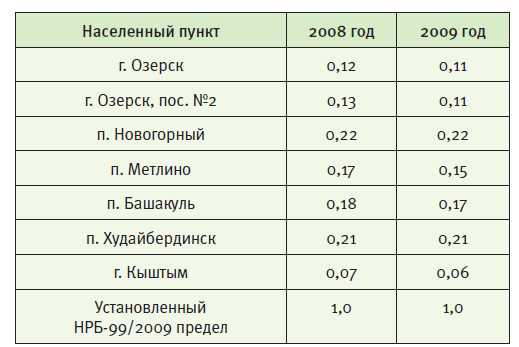 Населенный пункт 2008 год 2009 год
г. Озерск 0,12 0,11
г. Озерск, пос. №2 0,13 0,11
п. Новогорный 0,22 0,22
п. Метлино 0,17 0,15
п. Башакуль 0,18 0,17
п. Худайбердинск 0,21 0,21
г. Кыштым 0,07 0,06
Установленный 1,0 1,0
НРБ-99/2009 предел